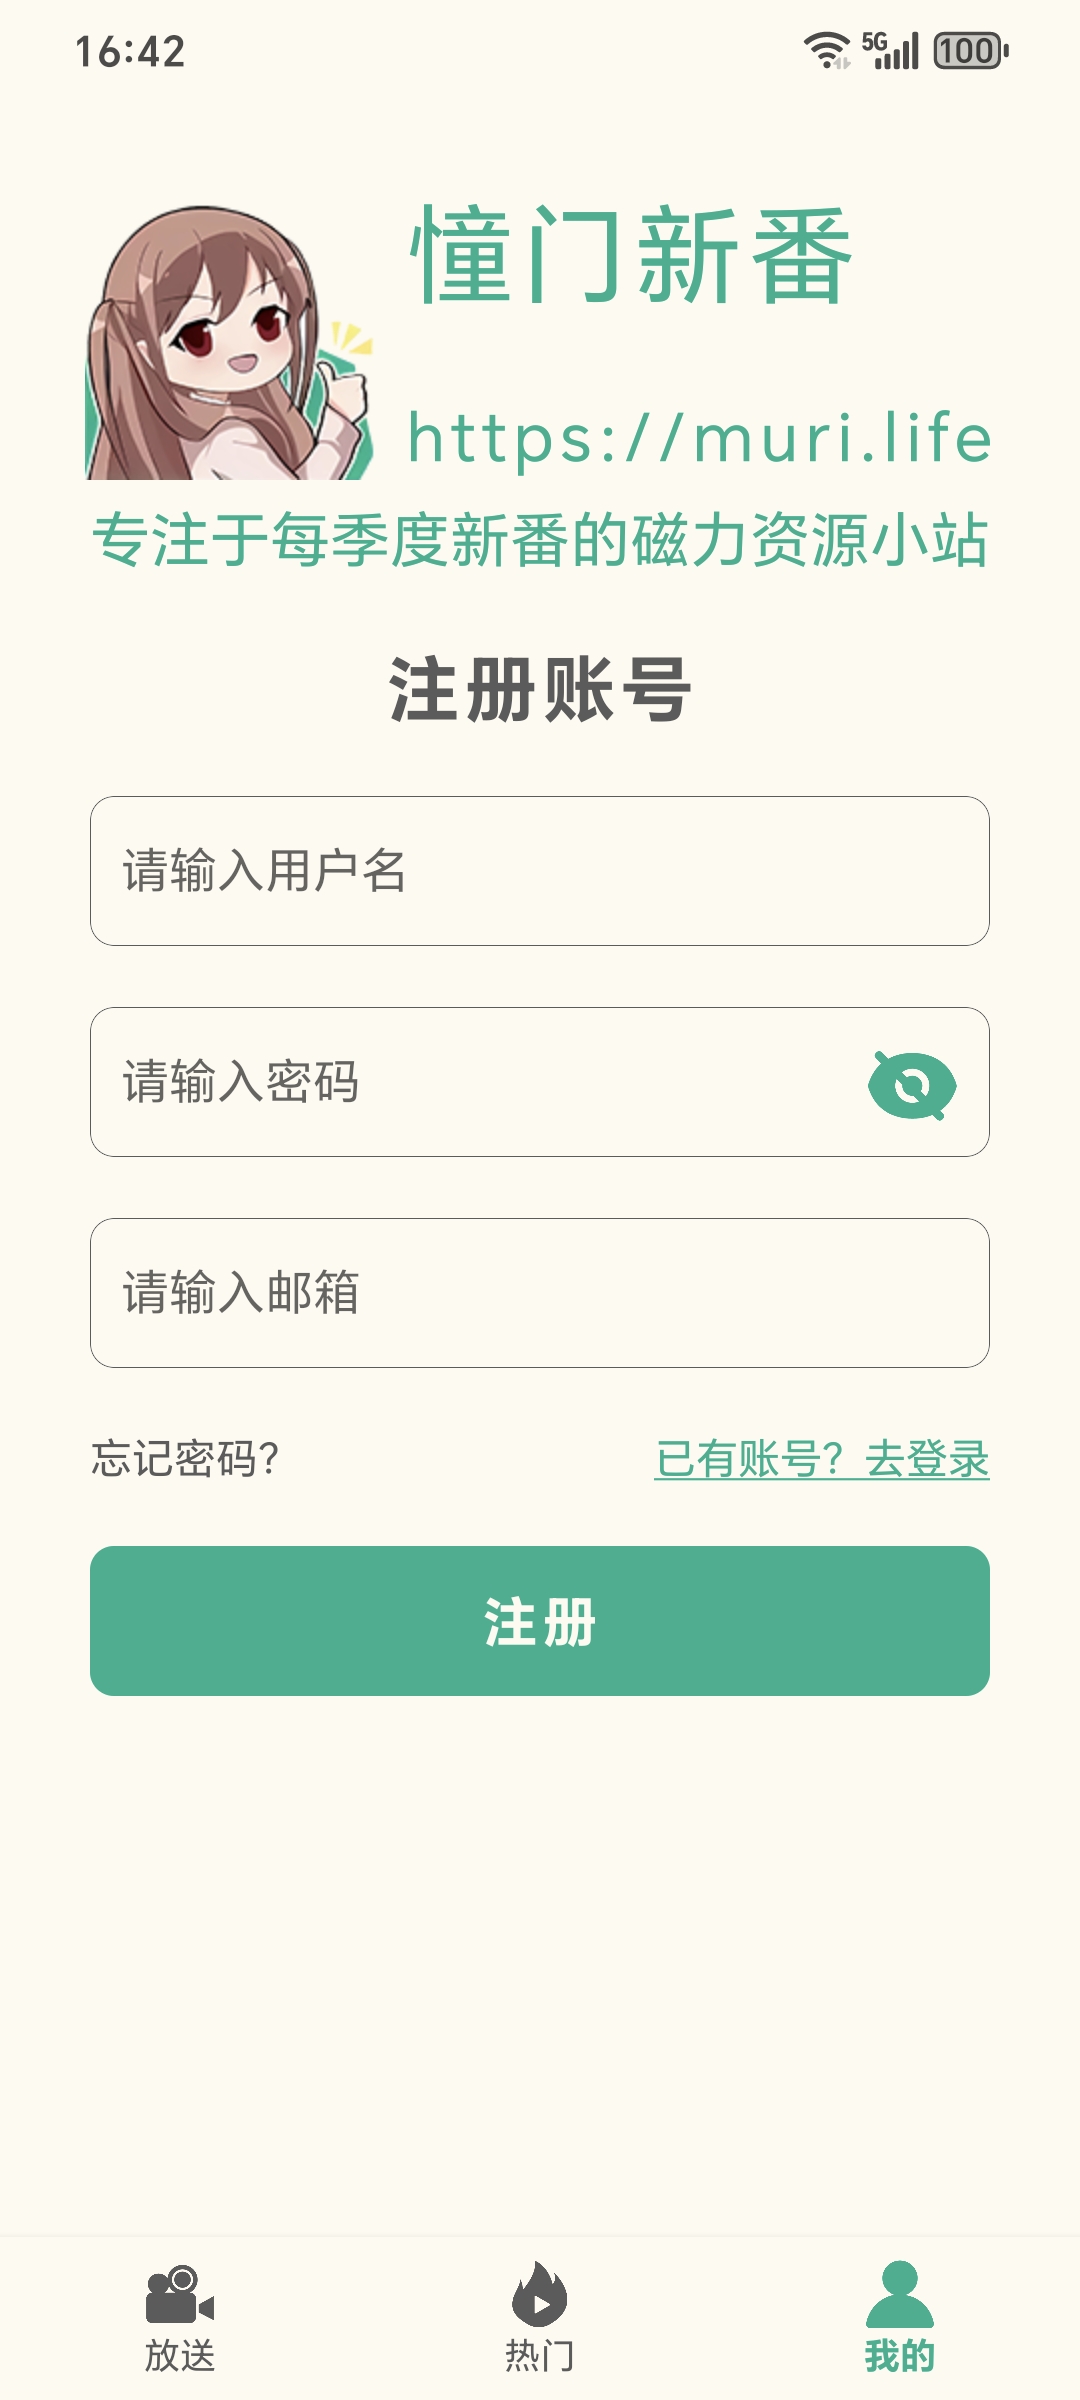 16:42
5G
100
憧门新番
https://muri.life
专注于每季度新番的磁力资源小站
注册账号
请输入用户名
请输入密码
请输入邮箱
忘记密码?
已有账号? 去登录
注册
放送
热门
我的